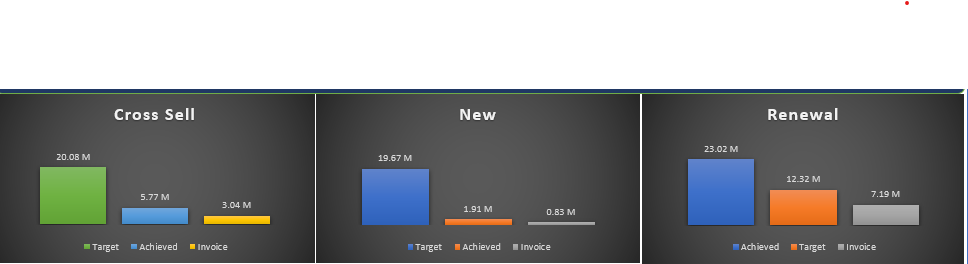 Cross Sell
20.08 M
5.77 M
3.04 M
Target Achieved Invoice
New
19.67 M
1.91 M
0.83 M
Target Achieved Invoice
Renewal
23.02 M
12.32 M
7.19 M
Achieved Target Invoice